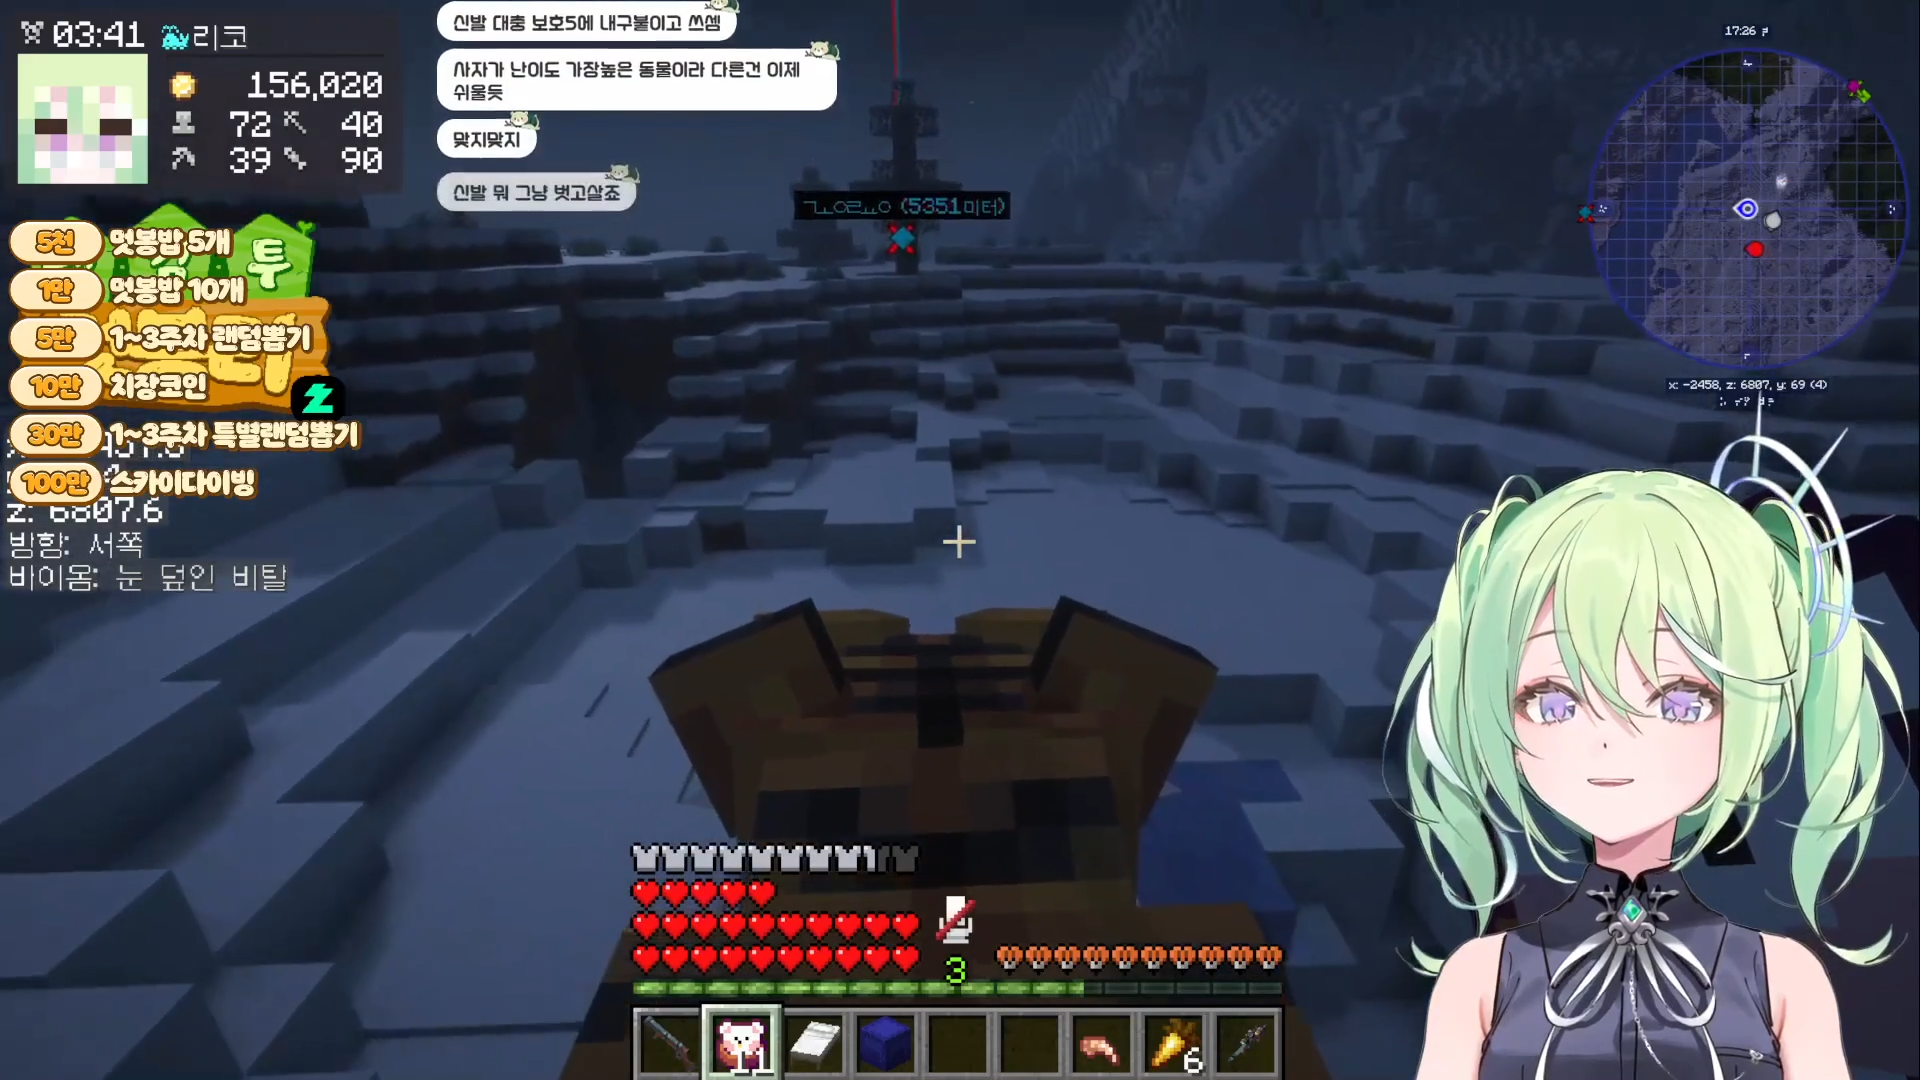 03:41 리코
156,020
72 40
39 90
신발 대충 보호5에 내구붙이고 쓰셈
사자가 난이도 가장높은 동물이라 다른건 이제
쉬울듯
맞지맞지
신발 뭐 그냥 벗고살죠
(5351미터)
17:26
x: -2458, z: 6807, y: 69 (4)
5천 멋봉밥 5개
투
1만 멋봉밥 10개
5만 1~3주차 랜덤뽑기
10만 치장코인
30만 1~3주차 특별랜덤뽑기
100만 스카이다이빙
z: 6807.6
방향: 서쪽
바이옴: 눈 덮인 비탈
3
6